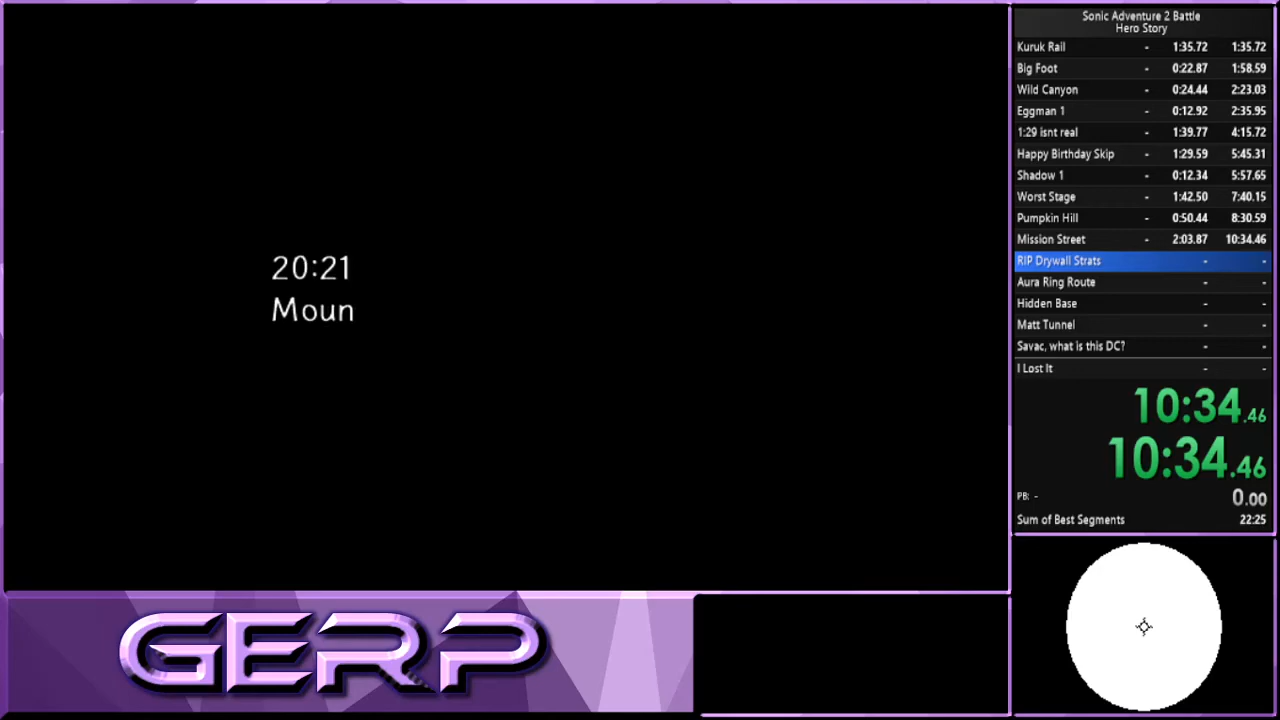 20:21
Moun
Sonic Adventure 2 Battle
Hero Story
Kuruk Rail - 1:35.72 1:35.72
Big Foot - 0:22.87 1:58.59
Wild Canyon - 0:24.44 2:23.03
Eggman 1 - 0:12.92 2:35.95
1:29 isnt real - 1:39.77 4:15.72
Happy Birthday Skip - 1:29.59 5:45.31
Shadow 1 - 0:12.34 5:57.65
Worst Stage - 1:42.50 7:40.15
Pumpkin Hill - 0:50.44 8:30.59
Mission Street - 2:03.87 10:34.46
RIP Drywall Strats - -
Aura Ring Route - -
Hidden Base - -
Matt Tunnel - -
Savac, what is this DC? - -
I Lost It - -
10:34.46
10:34.46
PB: - 0.00
Sum of Best Segments 22:25
GERP